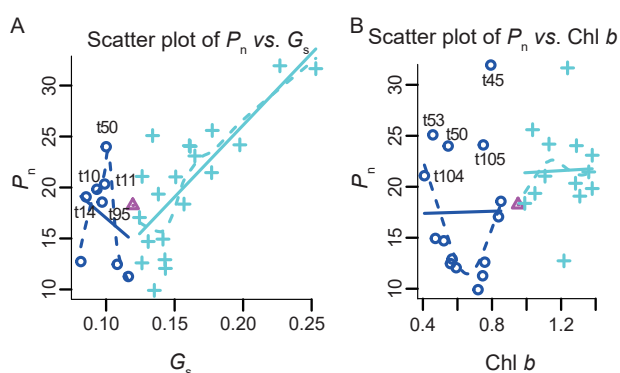 A
Scatter plot of Pn vs. Gs
Pn
30
25
20
15
10
t50
t10
t11
t14
t95
0.10
0.15
0.20
0.25
Gs
B
Scatter plot of Pn vs. Chl b
Pn
30
25
20
15
10
t45
t53
t50
t105
t104
0.4
0.8
1.2
Chl b